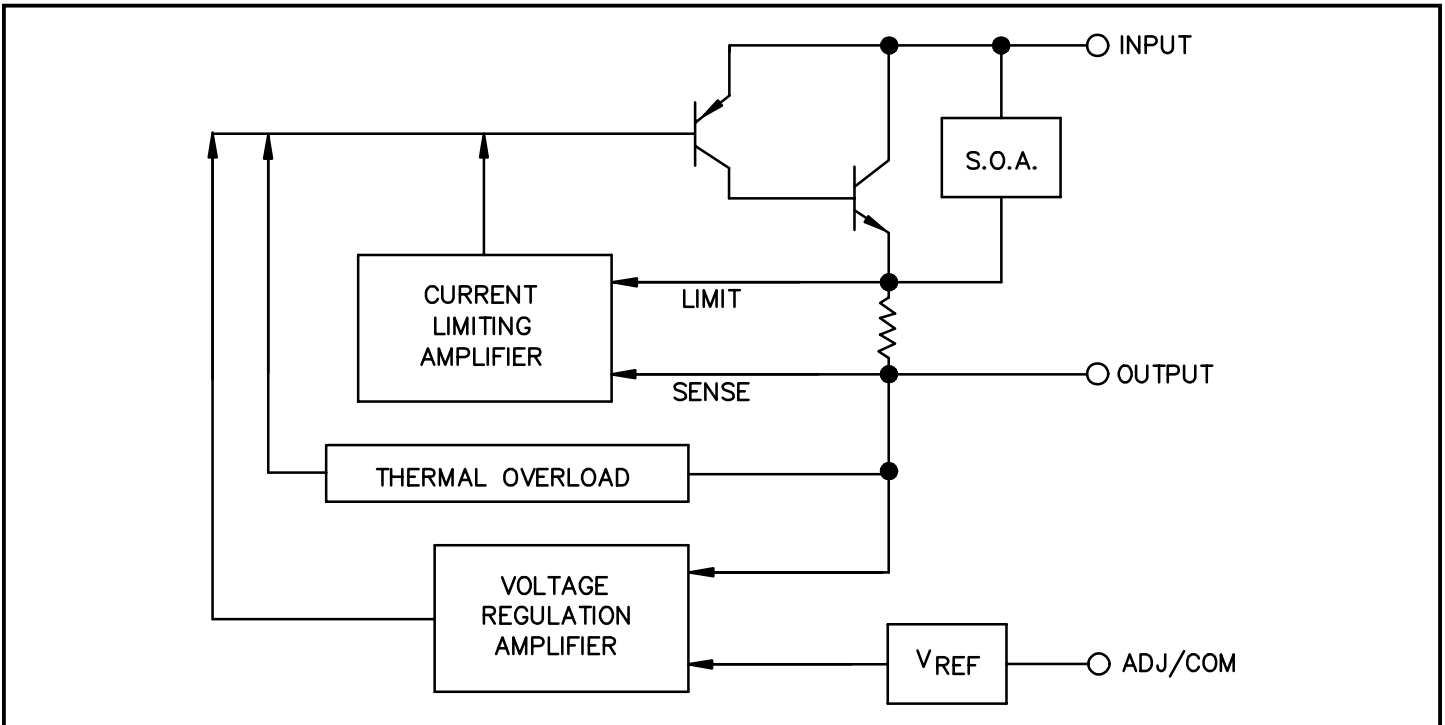 INPUT
S.O.A.
CURRENT
LIMITING
AMPLIFIER
LIMIT
SENSE
OUTPUT
THERMAL OVERLOAD
VOLTAGE
REGULATION
AMPLIFIER
VREF
ADJ/COM